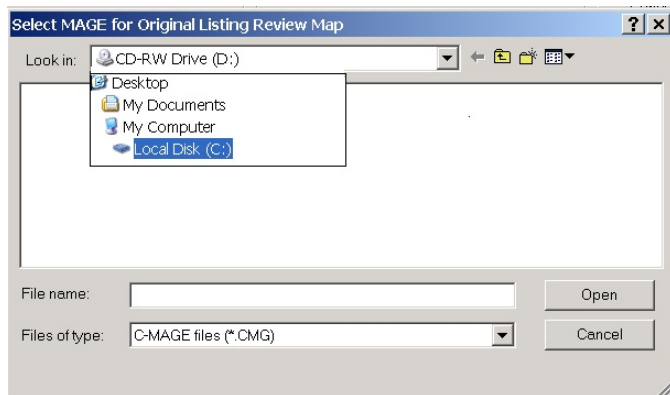 Select MAGE for Original Listing Review Map
Look in: CD-RW Drive (D:)
Desktop
My Documents
My Computer
Local Disk (C:)
File name: Open
Files of type: C-MAGE files (*.CMG) Cancel